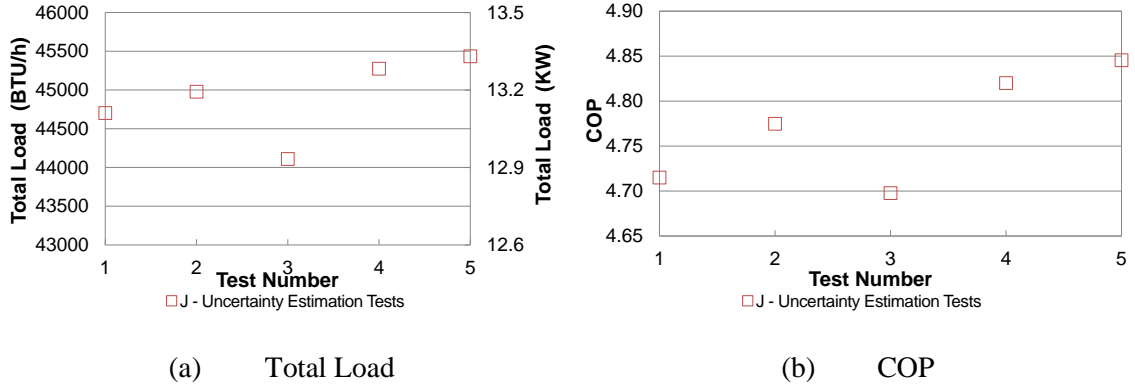 46000
45500
45000
44500
44000
43500
43000
Total Load (BTU/h)
13.5
13.2
12.9
12.6
Total Load (KW)
1 2 3 4 5
Test Number
J - Uncertainty Estimation Tests
4.90
4.85
4.80
4.75
4.70
4.65
COP
1 2 3 4 5
Test Number
J - Uncertainty Estimation Tests
(a) Total Load
(b) COP